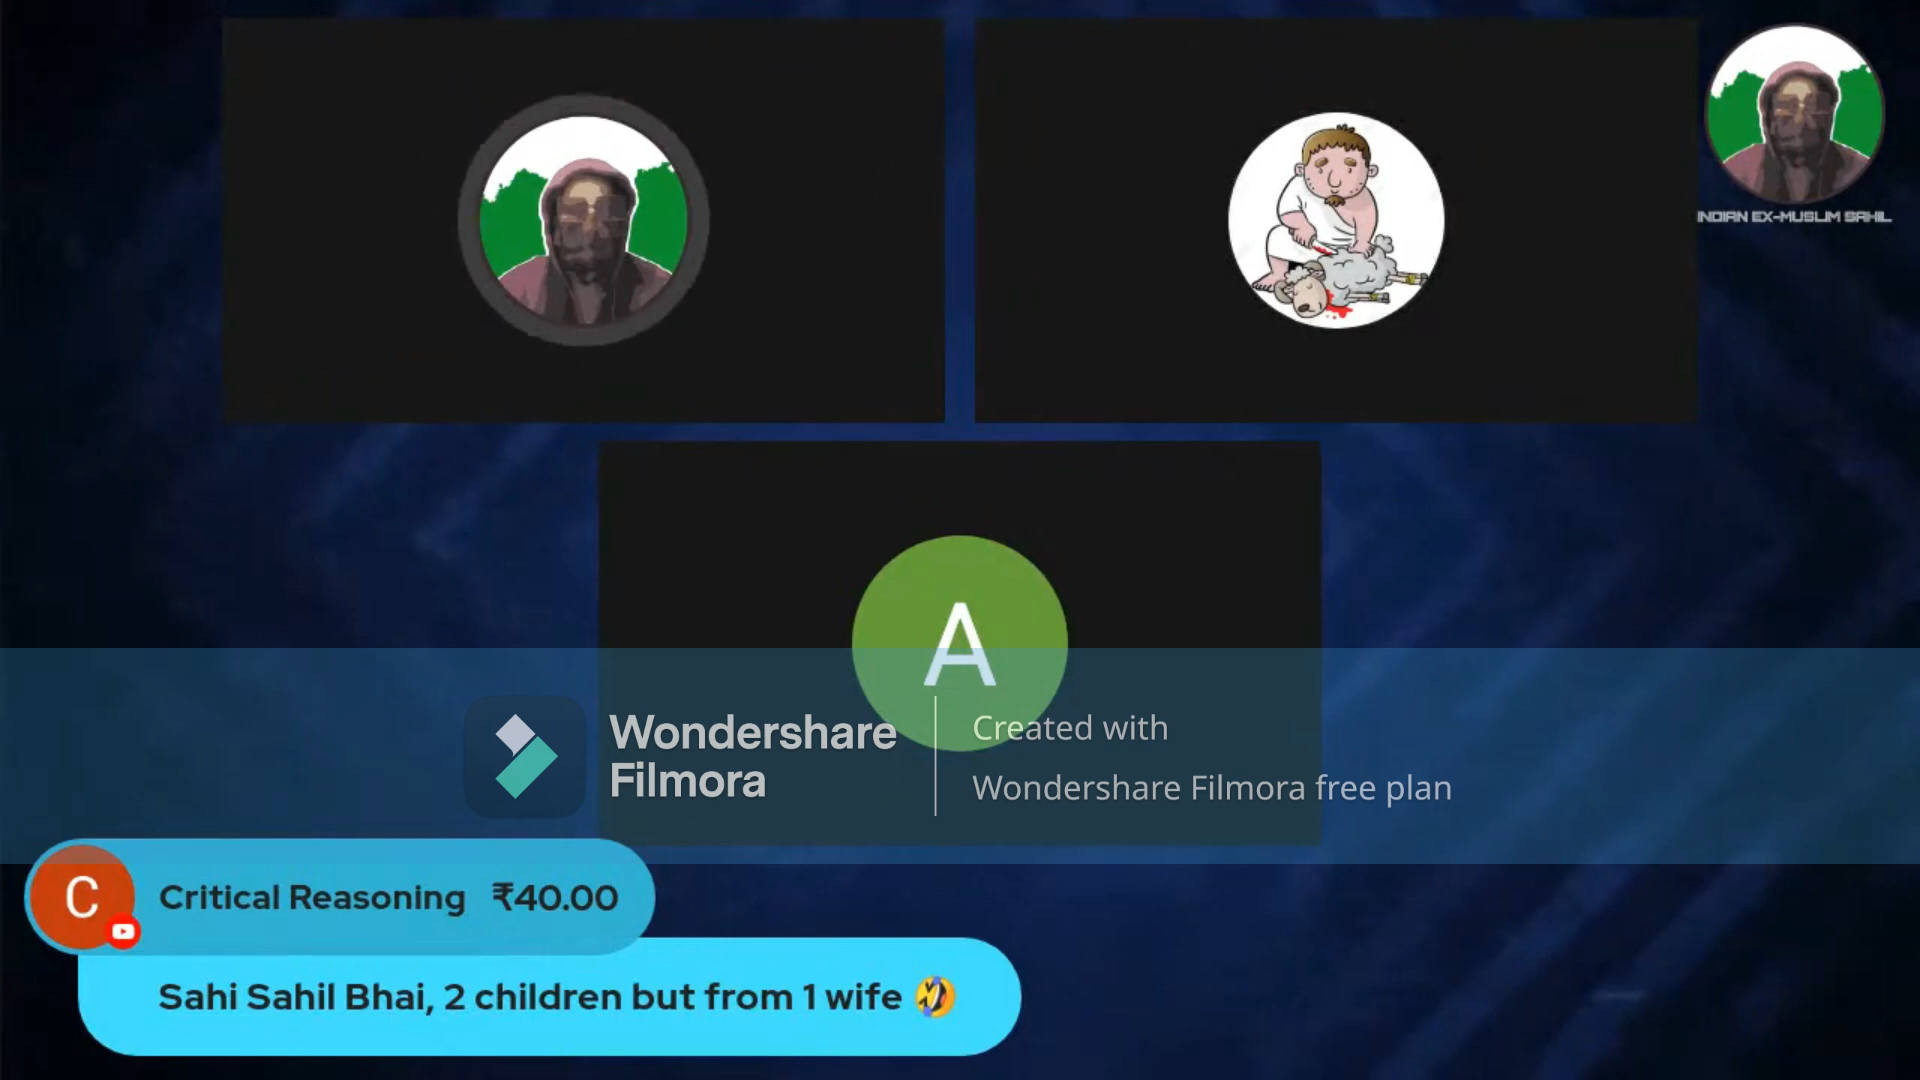 INDIAN EX-MUSLIM SAHIL
A
Wondershare
Filmora
Created with
Wondershare Filmora free plan
C
Critical Reasoning ₹40.00
Sahi Sahil Bhai, 2 children but from 1 wife 🤣